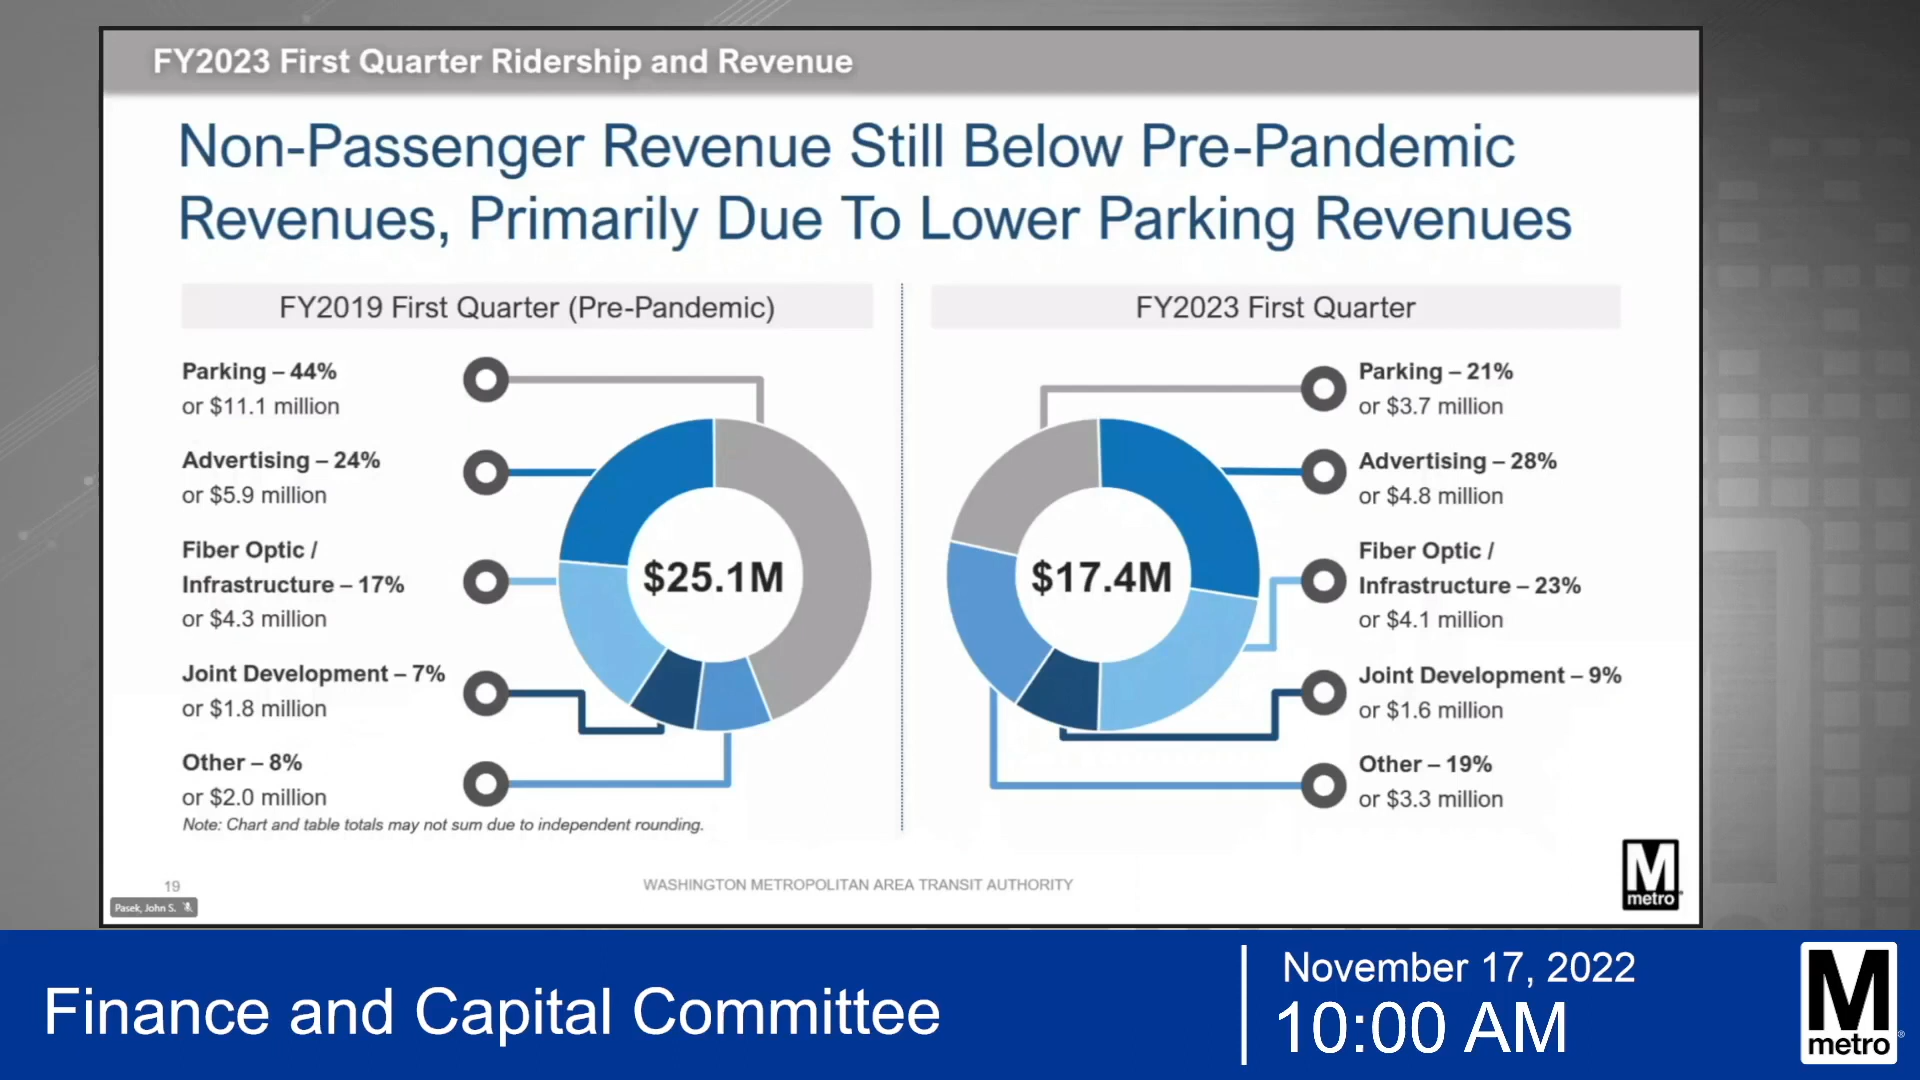 FY2023 First Quarter Ridership and Revenue
Non-Passenger Revenue Still Below Pre-Pandemic
Revenues, Primarily Due To Lower Parking Revenues
FY2019 First Quarter (Pre-Pandemic)
Parking – 44%
or $11.1 million
Advertising – 24%
or $5.9 million
Fiber Optic /
Infrastructure – 17%
or $4.3 million
Joint Development – 7%
or $1.8 million
Other – 8%
or $2.0 million
$25.1M
Note: Chart and table totals may not sum due to independent rounding.
FY2023 First Quarter
$17.4M
Parking – 21%
or $3.7 million
Advertising – 28%
or $4.8 million
Fiber Optic /
Infrastructure – 23%
or $4.1 million
Joint Development – 9%
or $1.6 million
Other – 19%
or $3.3 million
M
metro
19
WASHINGTON METROPOLITAN AREA TRANSIT AUTHORITY
Pasek, John S.
Finance and Capital Committee
November 17, 2022
10:00 AM
M
metro®